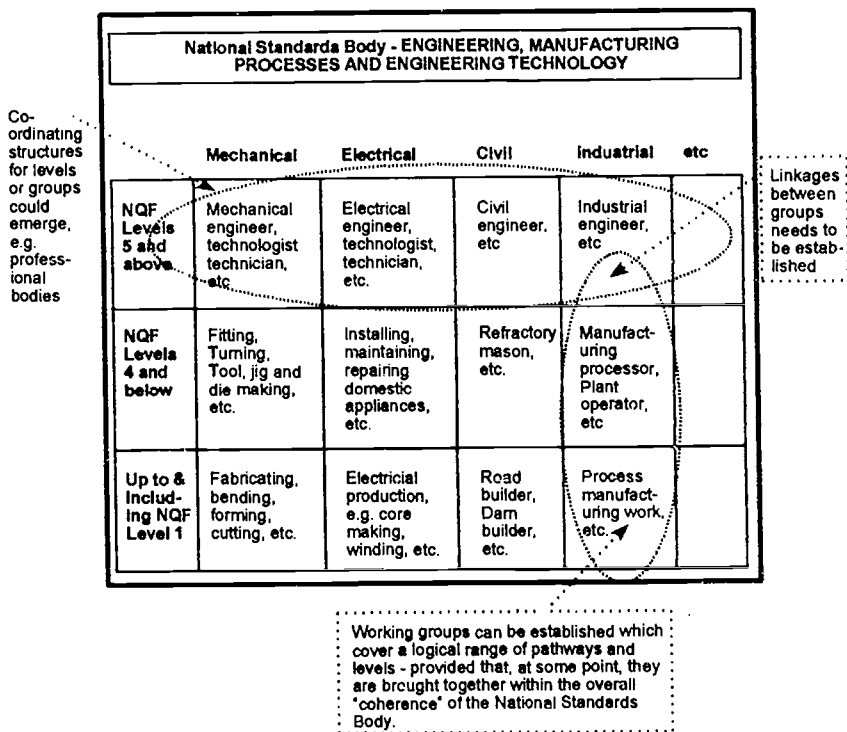 National Standards Body - ENGINEERING, MANUFACTURING
PROCESSES AND ENGINEERING TECHNOLOGY
Co-
ordinating
structures
for levels
or groups
could
emerge,
e.g.
profess-
ional
bodies
Mechanical Electrical Civil Industrial etc
NQF
Levels
5 and
above
Mechanical
engineer,
technologist
technician,
etc
Electrical
engineer,
technologist,
technician,
etc.
Civil
engineer,
etc
Industrial
engineer,
etc
Linkages
between
groups
needs to
be estab-
lished
NQF
Levels
4 and
below
Fitting,
Turning,
Tool, jig and
die making,
etc.
Installing,
maintaining,
repairing
domestic
appliances,
etc.
Refractory
mason,
etc.
Manufact-
uring
processor,
Plant
operator,
etc
Up to &
Includ-
ing NQF
Level 1
Fabricating,
bending,
forming,
cutting, etc.
Electricial
production,
e.g. core
making,
winding, etc.
Road
builder,
Dam
builder,
etc.
Process
manufact-
uring work,
etc.
Working groups can be established which
cover a logical range of pathways and
levels - provided that, at some point, they
are brought together within the overall
"coherence" of the National Standards
Body.